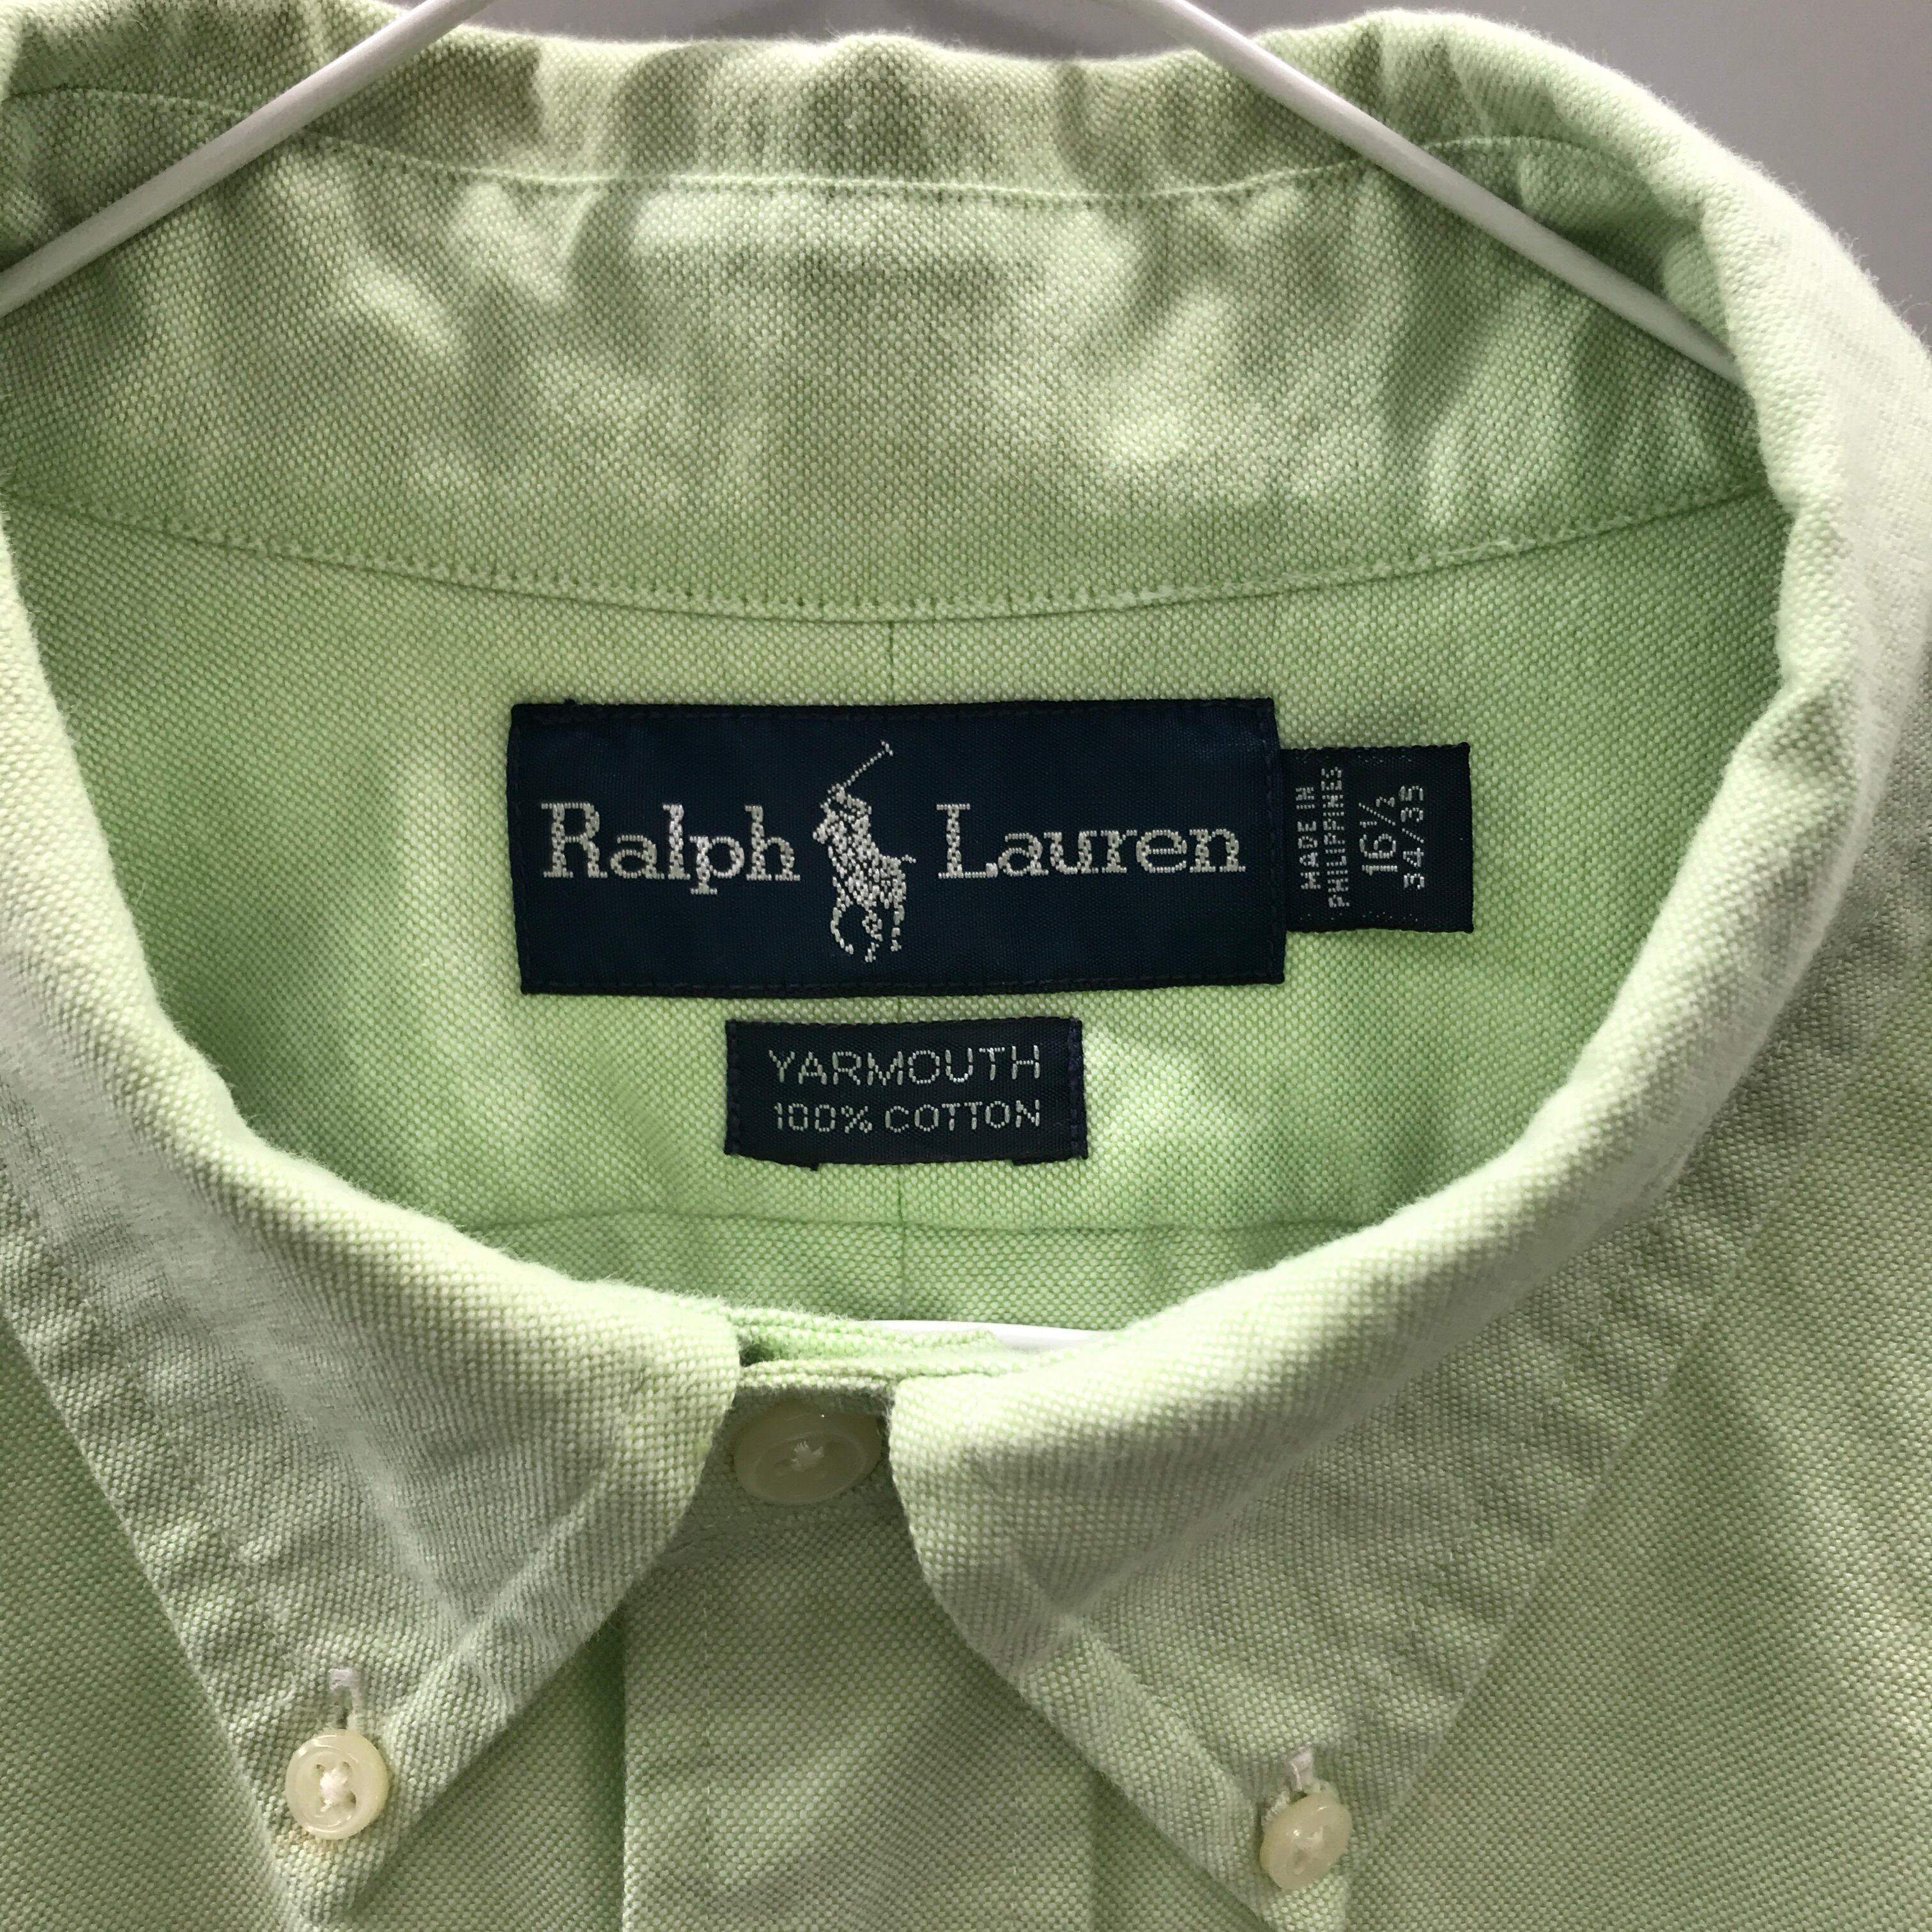 Ralph Lauren
MADE IN
PHILIPPINES
16½
34/35
YARMOUTH
100% COTTON